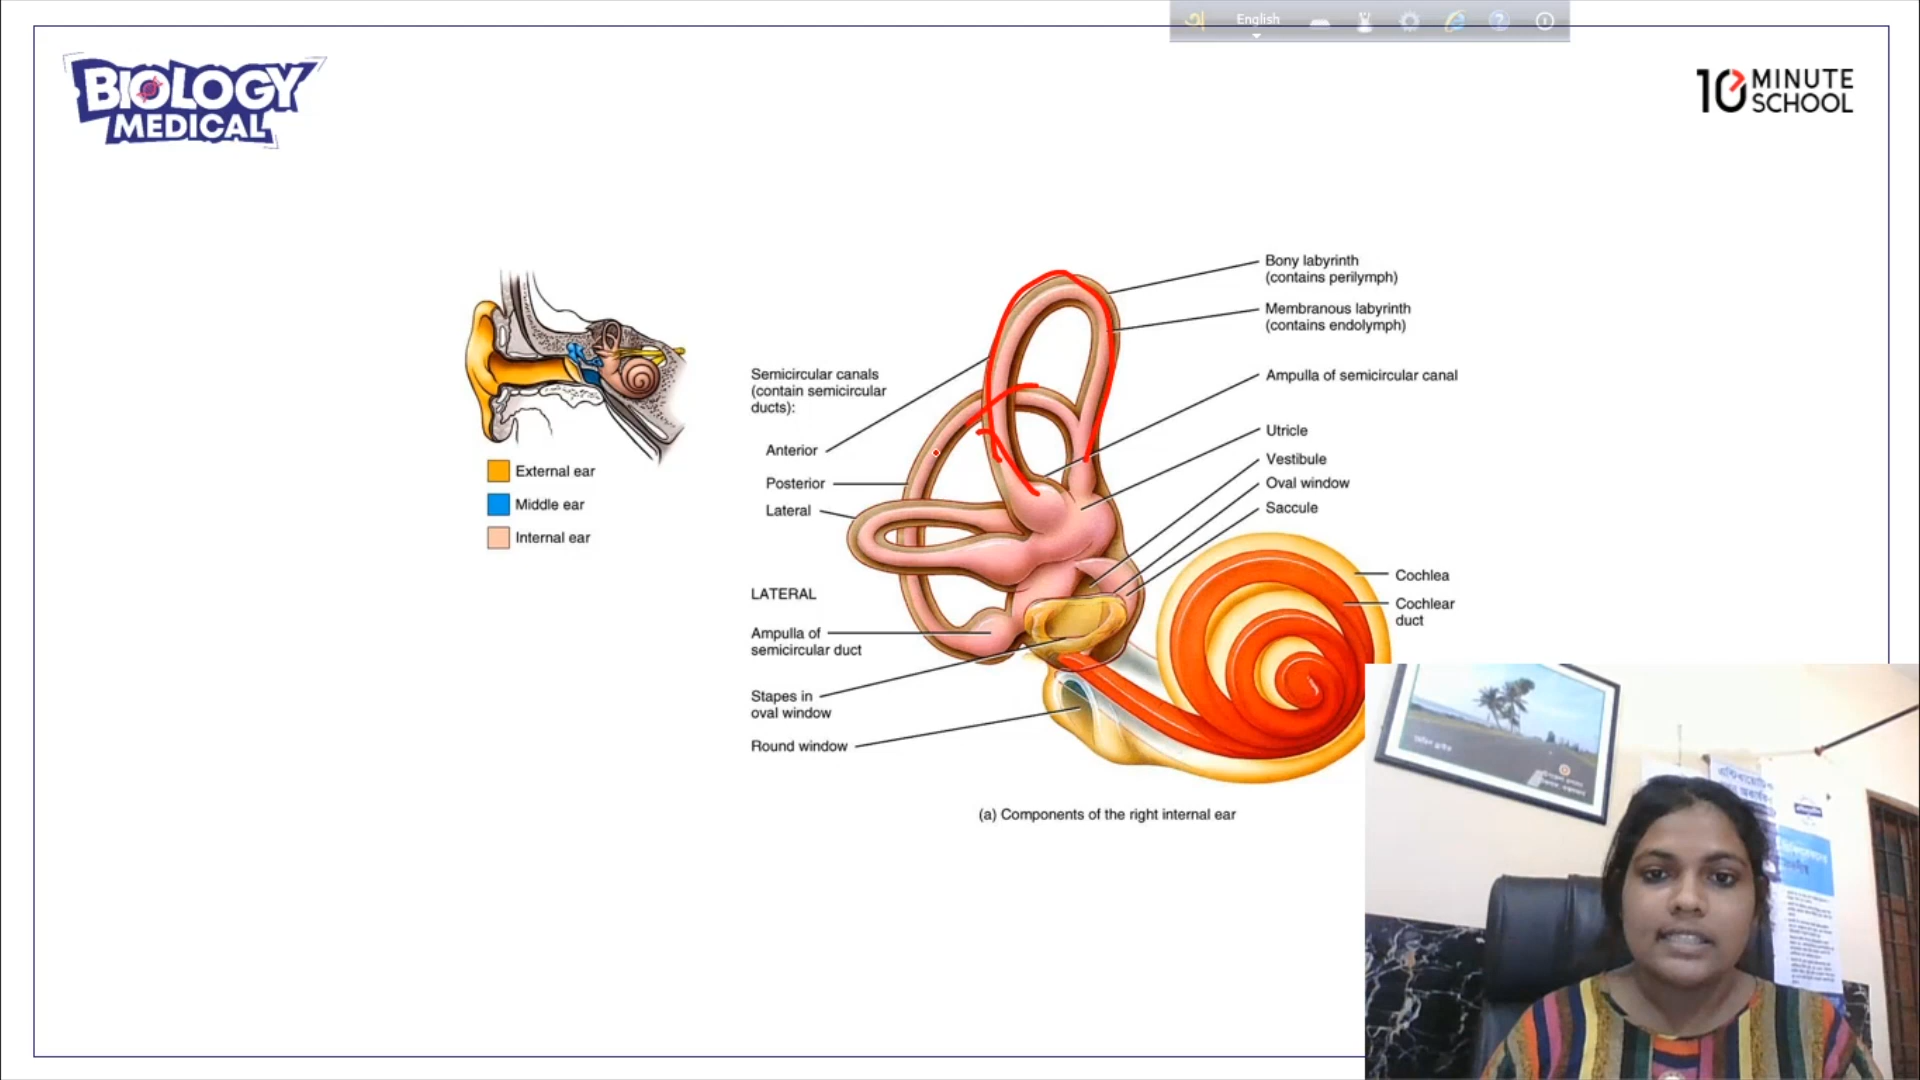 English
BIOLOGY
MEDICAL
10 MINUTE
SCHOOL
Bony labyrinth
(contains perilymph)
Membranous labyrinth
(contains endolymph)
Semicircular canals
(contain semicircular
ducts):
Ampulla of semicircular canal
Anterior
Utricle
Posterior
Vestibule
Lateral
Oval window
Saccule
External ear
Middle ear
Internal ear
Cochlea
Cochlear
duct
LATERAL
Ampulla of
semicircular duct
Stapes in
oval window
Round window
(a) Components of the right internal ear